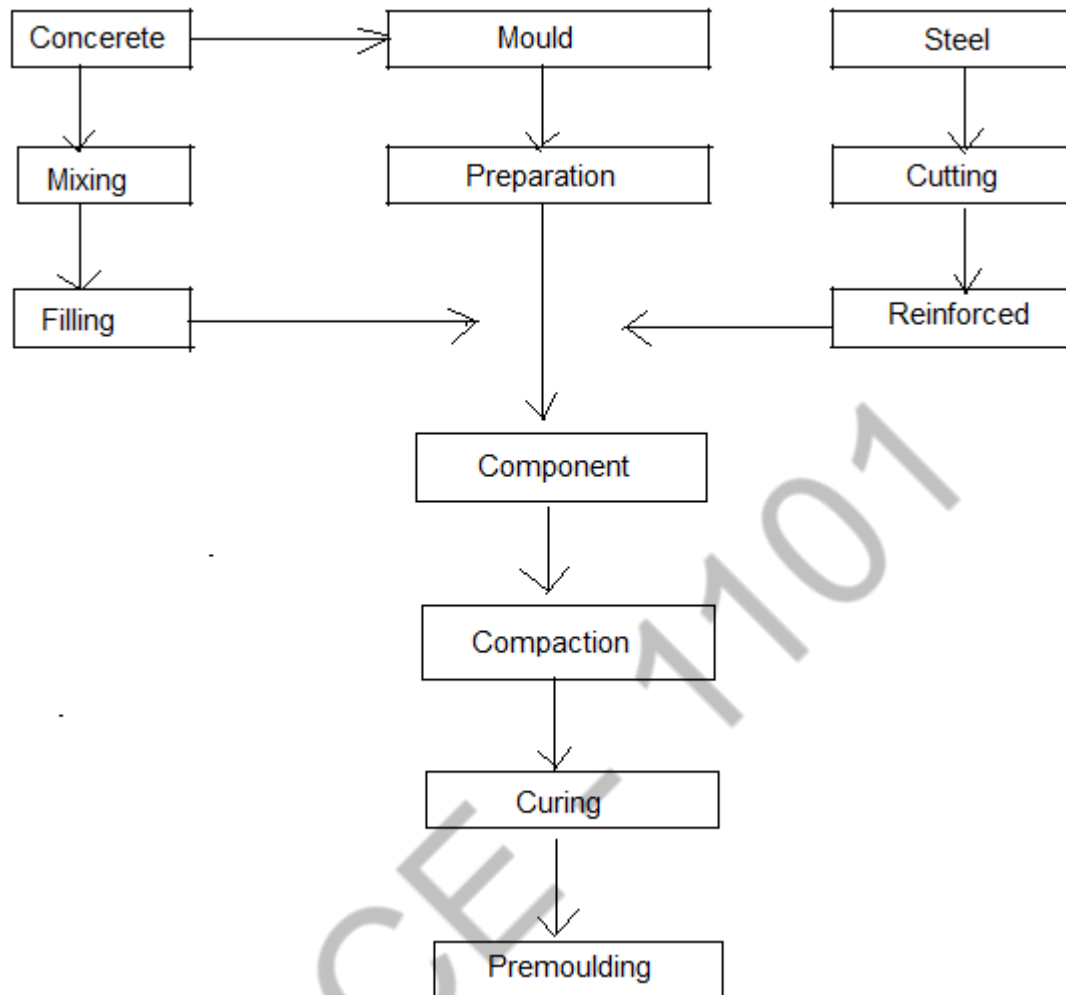 Concerete
Mould
Steel
Mixing
Preparation
Cutting
Filling
Reinforced
Component
Compaction
Curing
Premoulding
CE - 1101